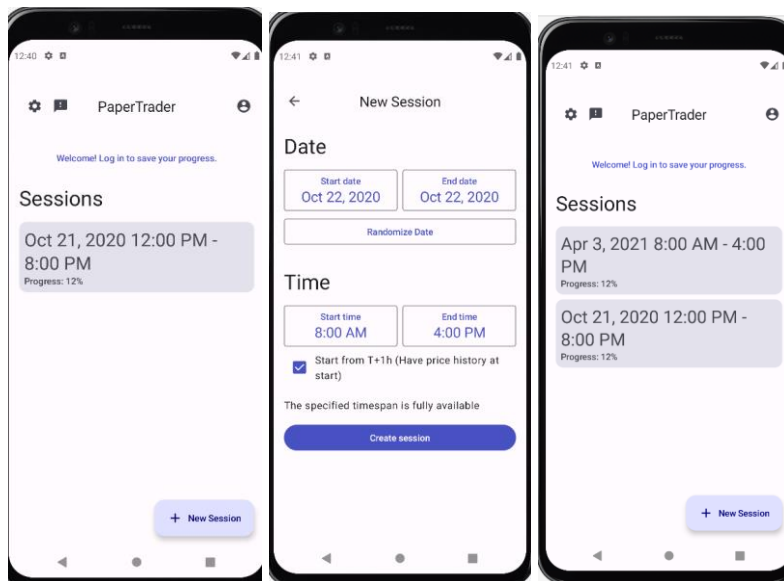 12:40
PaperTrader
Welcome! Log in to save your progress.
Sessions
Oct 21, 2020 12:00 PM -
8:00 PM
Progress: 12%
+ New Session
12:41
New Session
Date
Start date
Oct 22, 2020
End date
Oct 22, 2020
Randomize Date
Time
Start time
8:00 AM
End time
4:00 PM
Start from T+1h (Have price history at
start)
The specified timespan is fully available
Create session
12:41
PaperTrader
Welcome! Log in to save your progress.
Sessions
Apr 3, 2021 8:00 AM - 4:00
PM
Progress: 12%
Oct 21, 2020 12:00 PM -
8:00 PM
Progress: 12%
+ New Session